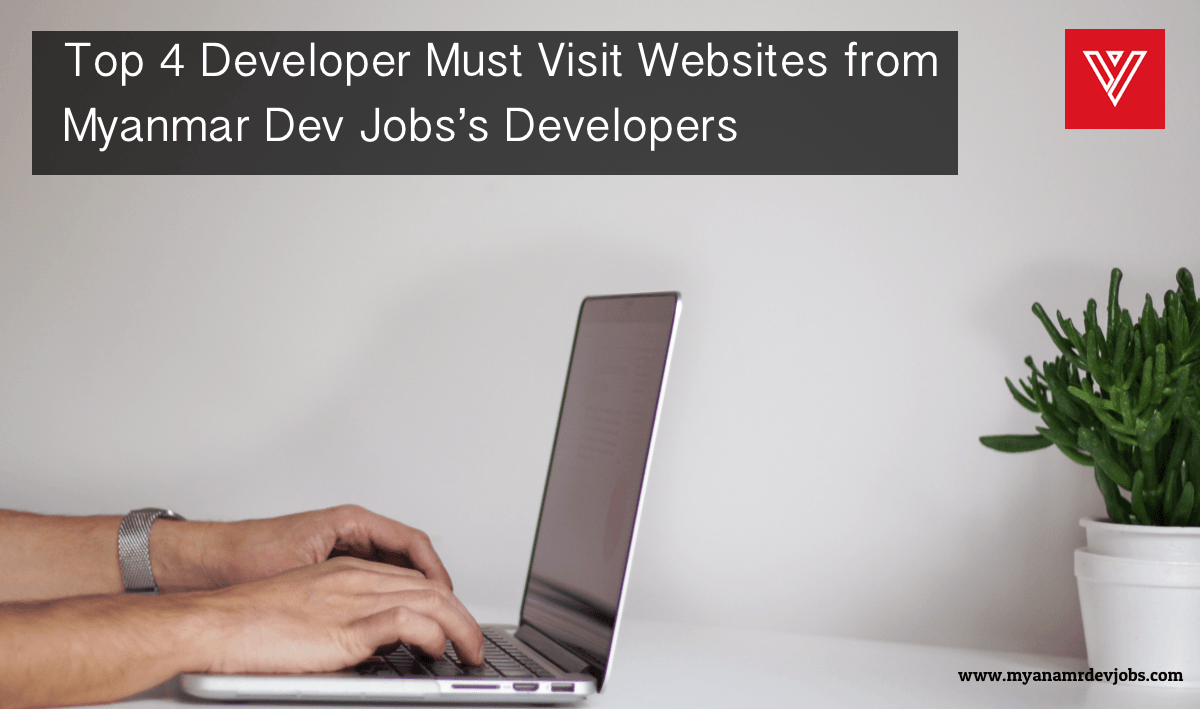 Top 4 Developer Must Visit Websites from
Myanmar Dev Jobs’s Developers
www.myanamrdevjobs.com